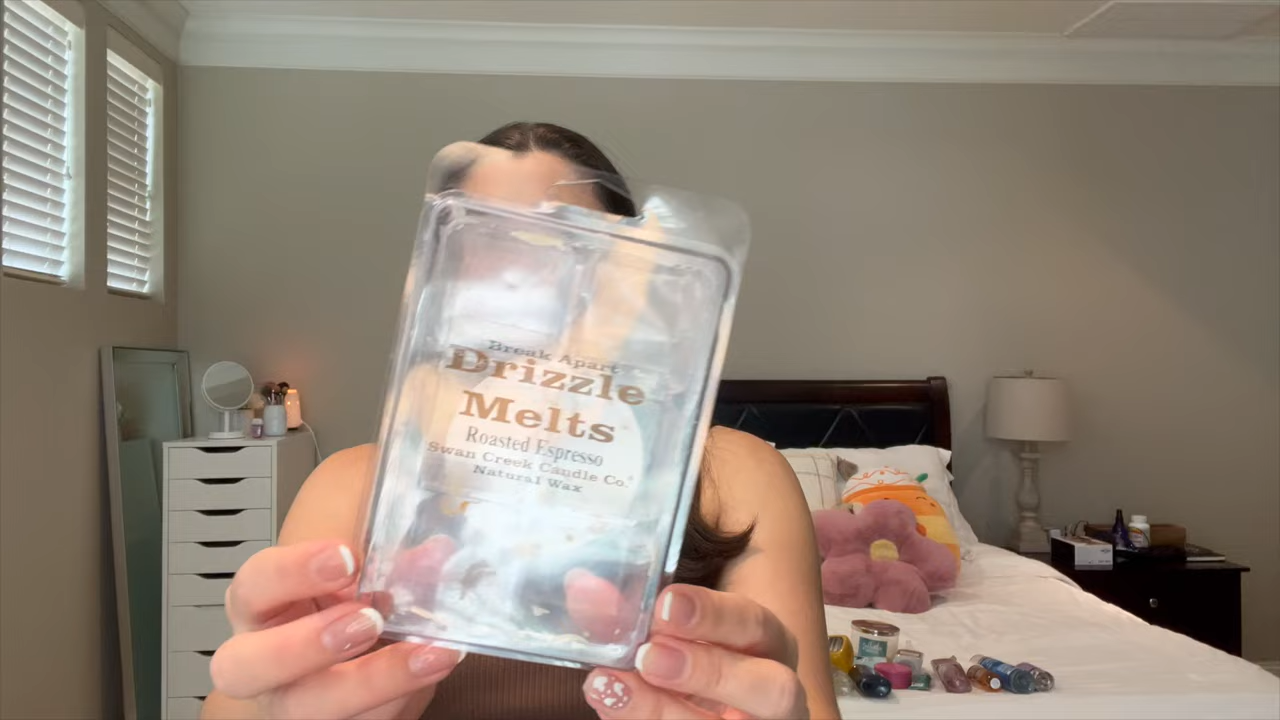 Break Apart
Drizzle
Melts
Roasted Espresso
Swan Creek Candle Co.®
Natural Wax